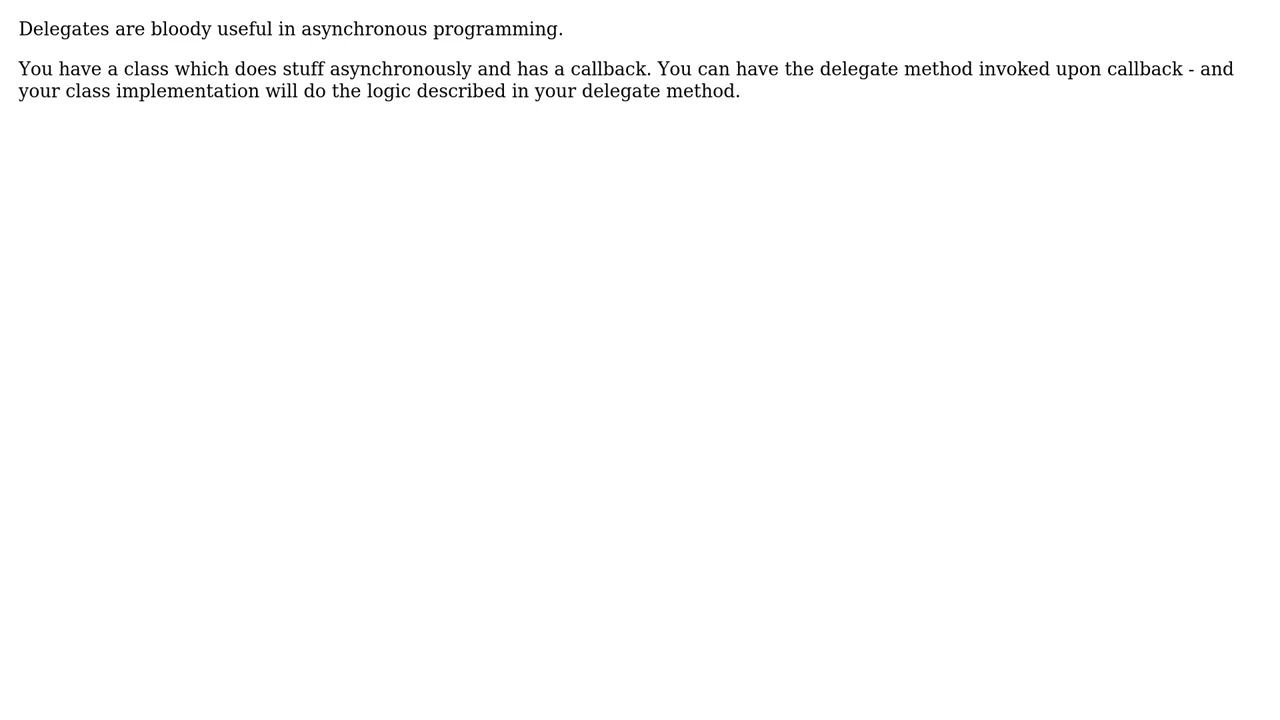 Delegates are bloody useful in asynchronous programming.
You have a class which does stuff asynchronously and has a callback. You can have the delegate method invoked upon callback - and
your class implementation will do the logic described in your delegate method.